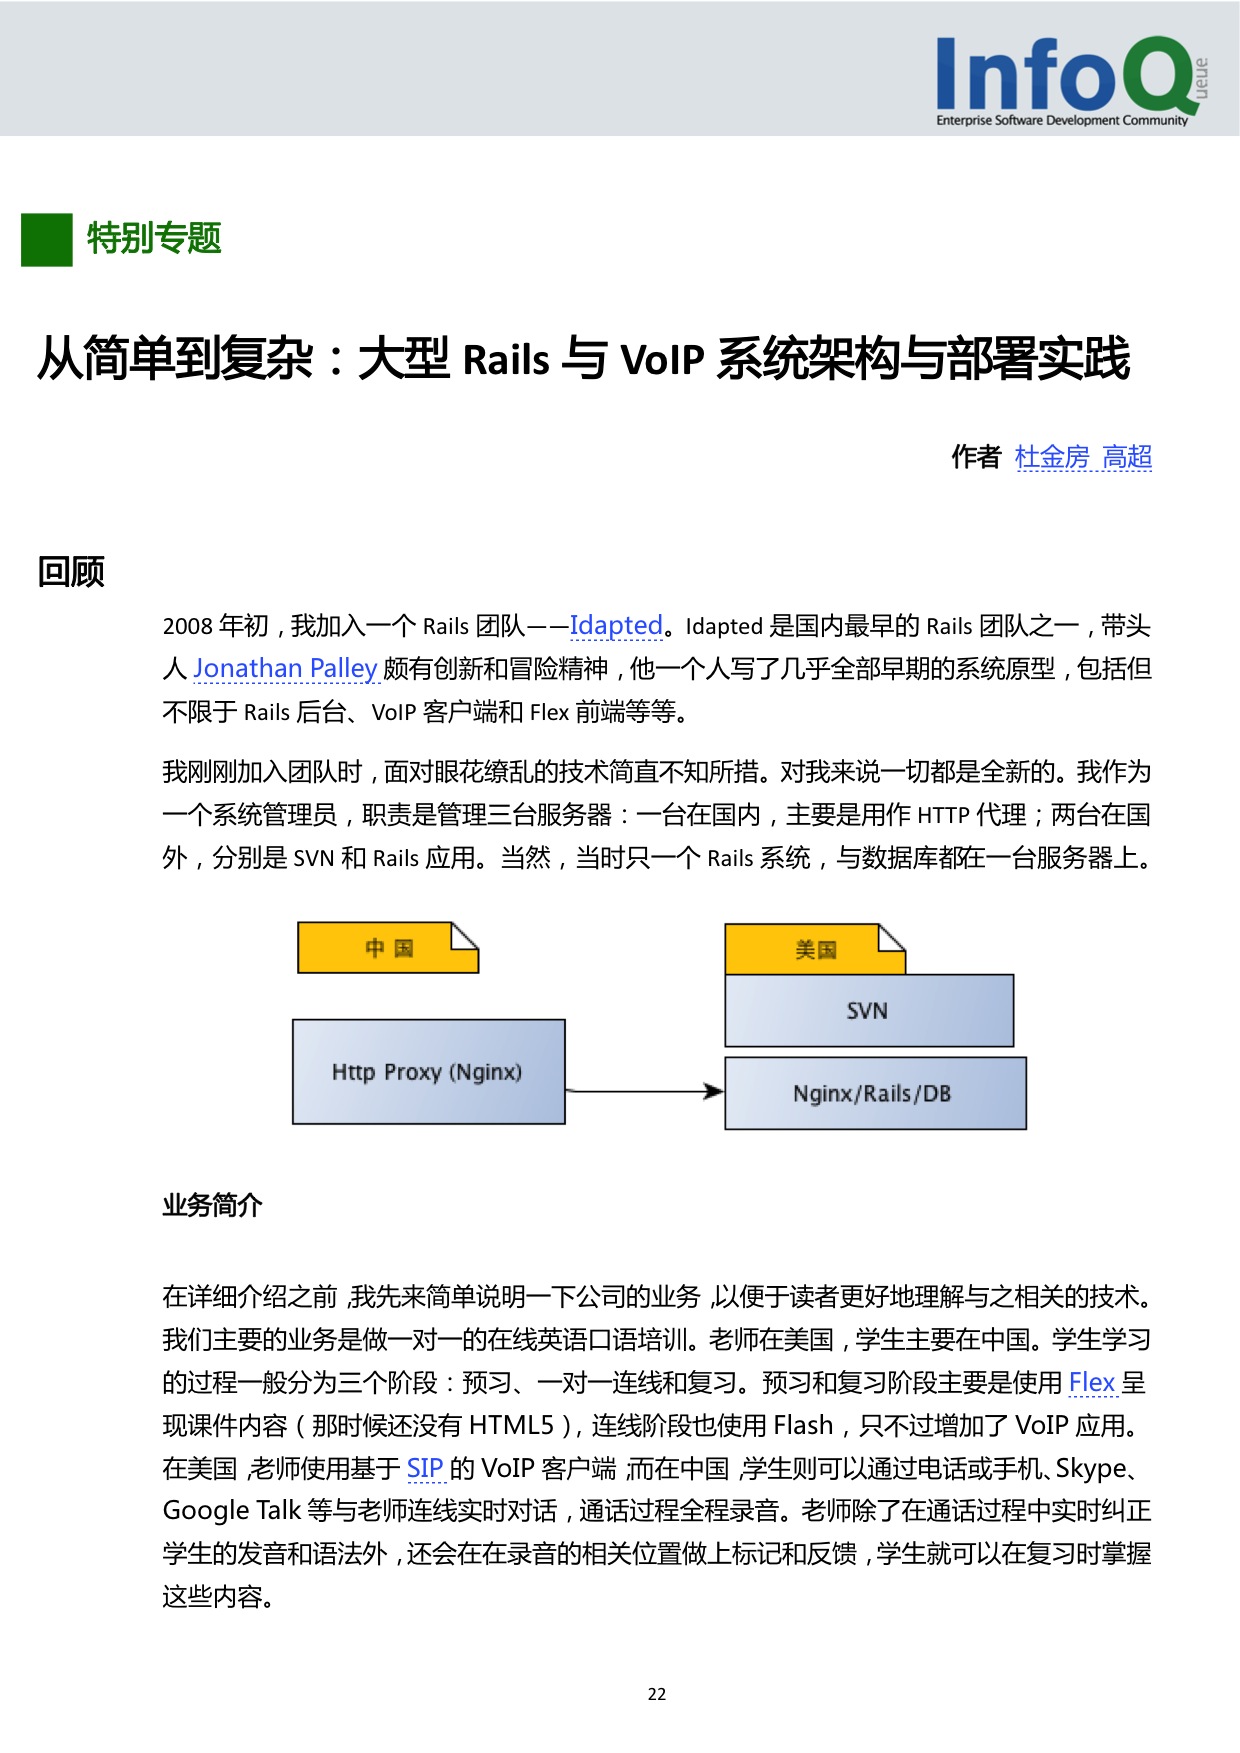 InfoQ
ueue
Enterprise Software Development Community
特别专题
从简单到复杂：大型 Rails 与 VoIP 系统架构与部署实践
作者 杜金房 高超
回顾
2008 年初，我加入一个 Rails 团队——Idapted。Idapted 是国内最早的 Rails 团队之一，带头
人 Jonathan Palley 颇有创新和冒险精神，他一个人写了几乎全部早期的系统原型，包括但
不限于 Rails 后台、VoIP 客户端和 Flex 前端等等。
我刚刚加入团队时，面对眼花缭乱的技术简直不知所措。对我来说一切都是全新的。我作为
一个系统管理员，职责是管理三台服务器：一台在国内，主要是用作 HTTP 代理；两台在国
外，分别是 SVN 和 Rails 应用。当然，当时只一个 Rails 系统，与数据库都在一台服务器上。
中 国
美国
SVN
Http Proxy (Nginx)
Nginx/Rails/DB
业务简介
在详细介绍之前，我先来简单说明一下公司的业务，以便于读者更好地理解与之相关的技术。
我们主要的业务是做一对一的在线英语口语培训。老师在美国，学生主要在中国。学生学习
的过程一般分为三个阶段：预习、一对一连线和复习。预习和复习阶段主要是使用 Flex 呈
现课件内容（那时候还没有 HTML5），连线阶段也使用 Flash，只不过增加了 VoIP 应用。
在美国，老师使用基于 SIP 的 VoIP 客户端，而在中国，学生则可以通过电话或手机、Skype、
Google Talk 等与老师连线实时对话，通话过程全程录音。老师除了在通话过程中实时纠正
学生的发音和语法外，还会在在录音的相关位置做上标记和反馈，学生就可以在复习时掌握
这些内容。
22